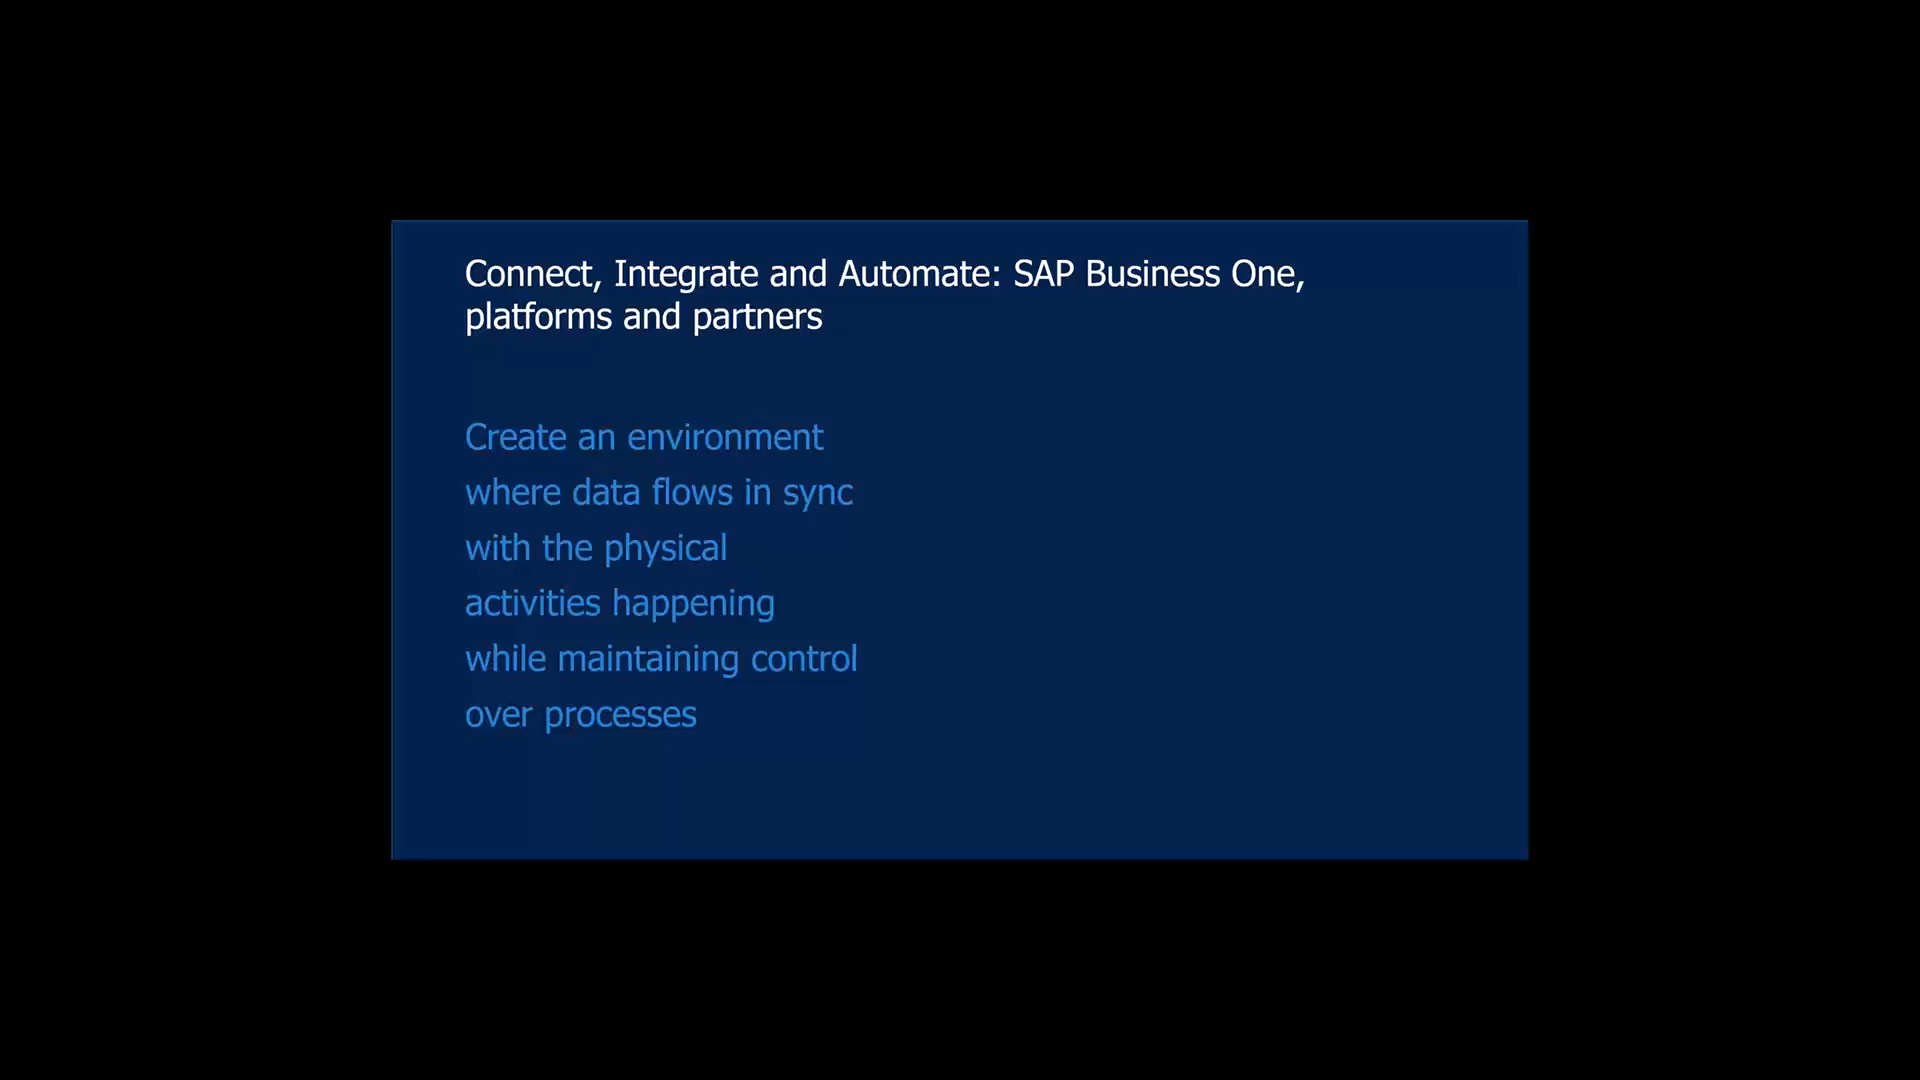 Connect, Integrate and Automate: SAP Business One,
platforms and partners
Create an environment
where data flows in sync
with the physical
activities happening
while maintaining control
over processes